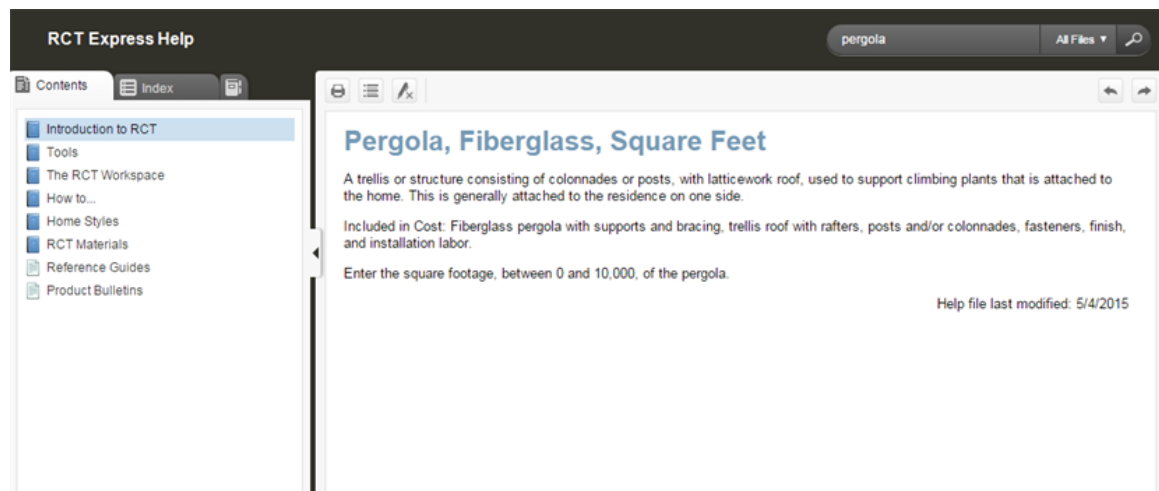 RCT Express Help
pergola
All Files
Contents
Index
Introduction to RCT
Tools
The RCT Workspace
How to...
Home Styles
RCT Materials
Reference Guides
Product Bulletins
Pergola, Fiberglass, Square Feet
A trellis or structure consisting of colonnades or posts, with latticework roof, used to support climbing plants that is attached to
the home. This is generally attached to the residence on one side.
Included in Cost: Fiberglass pergola with supports and bracing, trellis roof with rafters, posts and/or colonnades, fasteners, finish,
and installation labor.
Enter the square footage, between 0 and 10,000, of the pergola.
Help file last modified: 5/4/2015